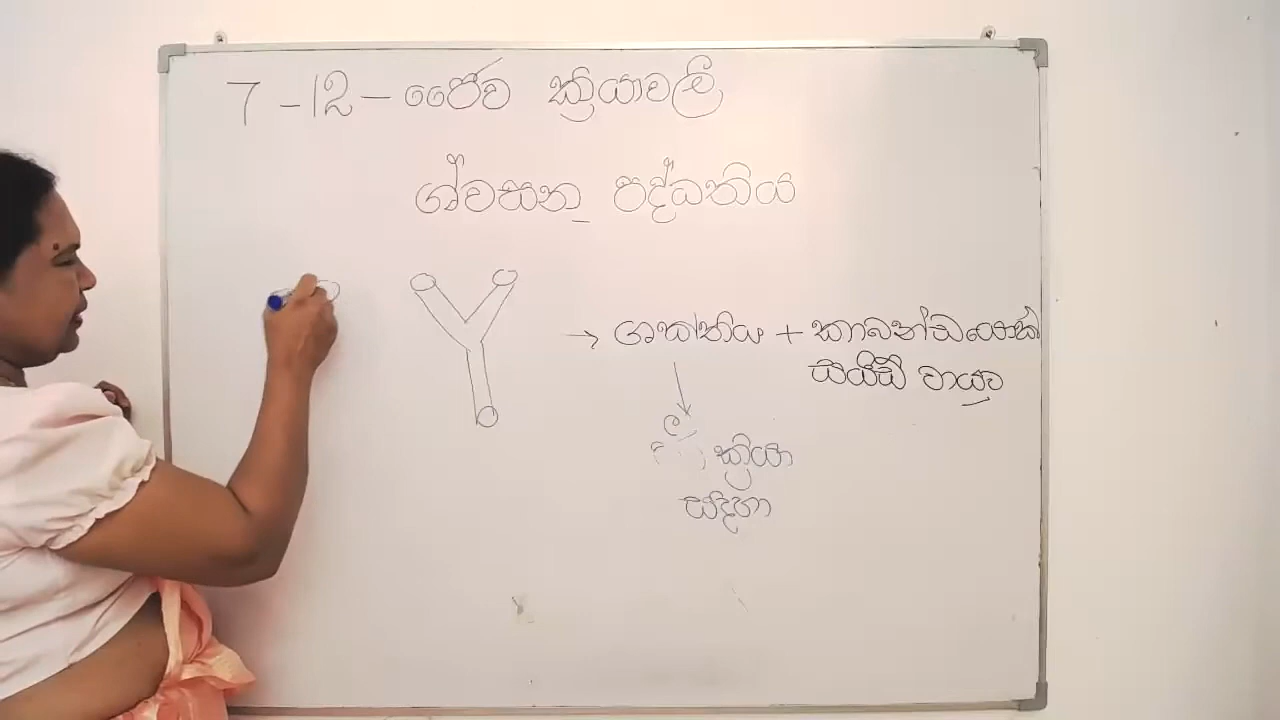 7 - 12 - ජෛව ක්‍රියාවලි
ශ්වසන පද්ධතිය
→ ශක්තිය + කාබන්ඩයොක්
සයිඩ් වායුව
ක්‍රියා
සඳහා